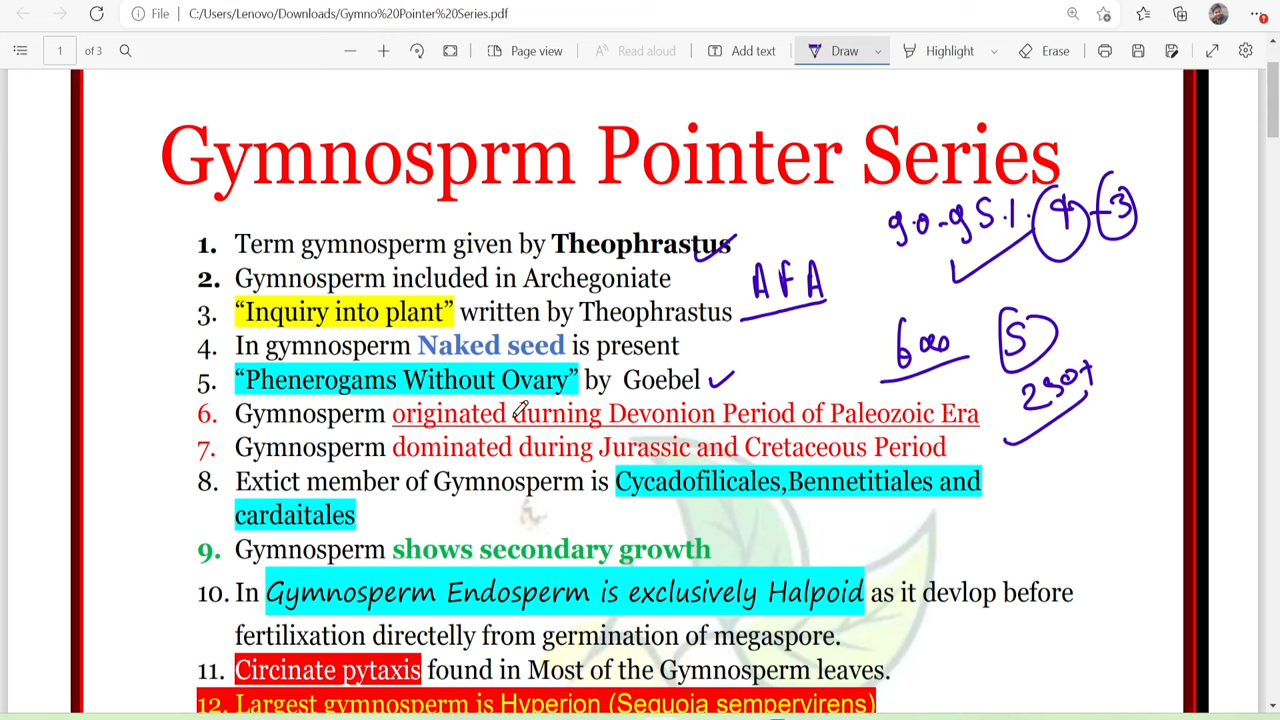 File C:/Users/Lenovo/Downloads/Gymno%20Pointer%20Series.pdf
1 of 3 Page view Read aloud Add text Draw Highlight Erase
Gymnosprm Pointer Series
1. Term gymnosperm given by Theophrastus
2. Gymnosperm included in Archegoniate
3. “Inquiry into plant” written by Theophrastus
4. In gymnosperm Naked seed is present
5. “Phenerogams Without Ovary” by Goebel
6. Gymnosperm originated durning Devonion Period of Paleozoic Era
7. Gymnosperm dominated during Jurassic and Cretaceous Period
8. Extict member of Gymnosperm is Cycadofilicales,Bennetitiales and
cardaitales
9. Gymnosperm shows secondary growth
10. In Gymnosperm Endosperm is exclusively Halpoid as it devlop before
fertilixation directelly from germination of megaspore.
11. Circinate pytaxis found in Most of the Gymnosperm leaves.
12. Largest gymnosperm is Hyperion (Sequoia sempervirens)
AFA
5